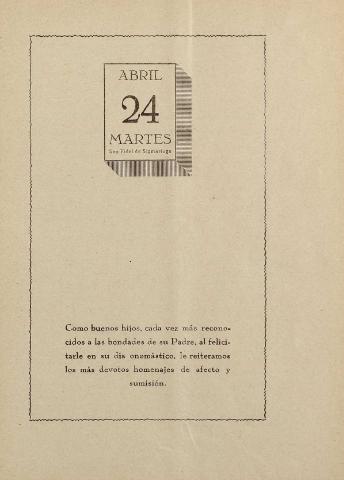 ABRIL
24
MARTES
San Fidel de Sigmaringa
Como buenos hijos, cada vez más recono-
cidos a las bondades de su Padre, al felici-
tarle en su dia onomástico, le reiteramos
los más devotos homenajes de afecto y
sumisión.